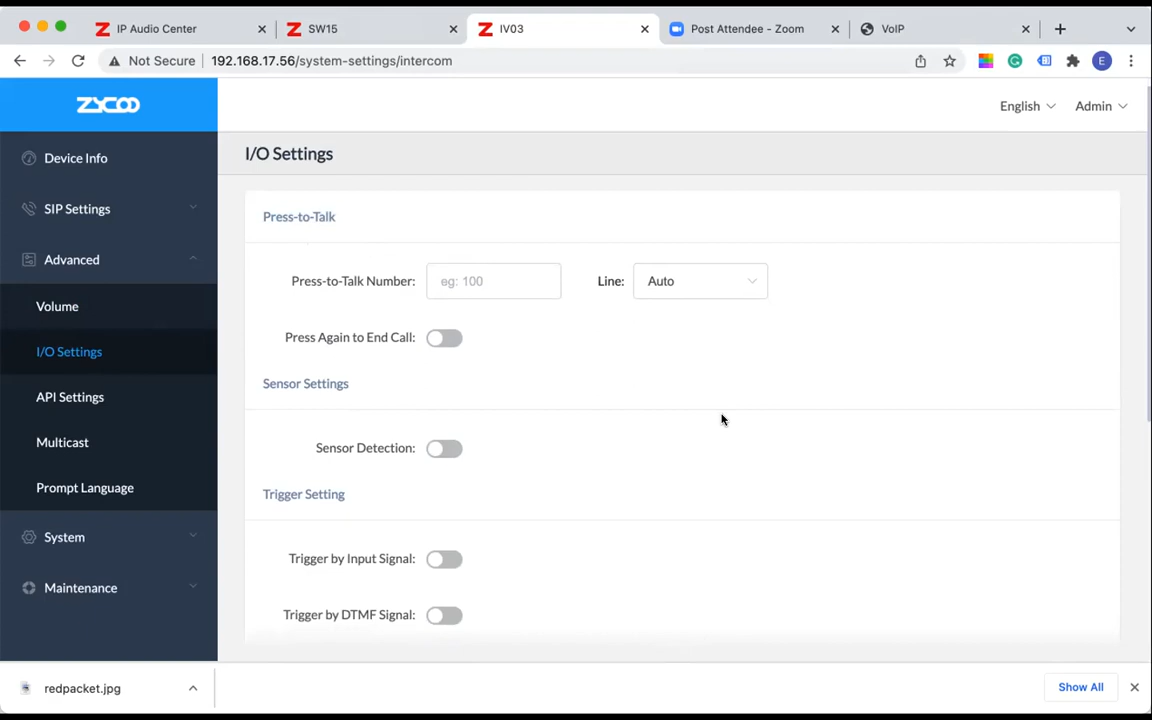 IP Audio Center
SW15
IV03
Post Attendee - Zoom
VoIP
Not Secure 192.168.17.56/system-settings/intercom
E
ZYCOO
English
Admin
Device Info
SIP Settings
Advanced
Volume
I/O Settings
API Settings
Multicast
Prompt Language
System
Maintenance
I/O Settings
Press-to-Talk
Press-to-Talk Number: eg: 100 Line: Auto
Press Again to End Call:
Sensor Settings
Sensor Detection:
Trigger Setting
Trigger by Input Signal:
Trigger by DTMF Signal:
redpacket.jpg
Show All